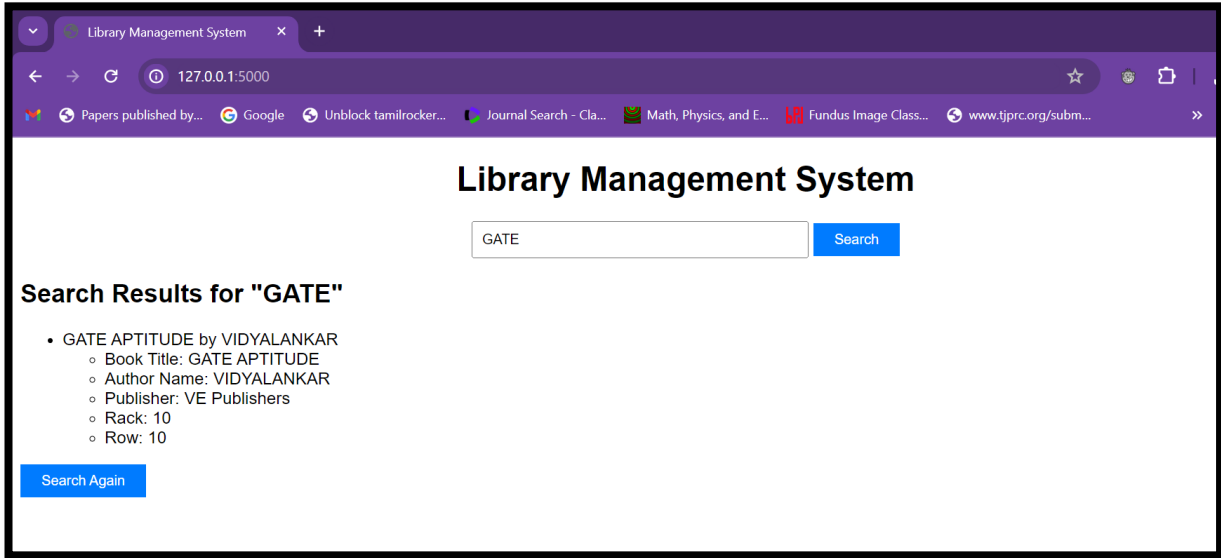 Library Management System
127.0.0.1:5000
Papers published by... Google Unblock tamilrocker... Journal Search - Cla... Math, Physics, and E... Fundus Image Class... www.tjprc.org/subm...
Library Management System
GATE Search
Search Results for "GATE"
GATE APTITUDE by VIDYALANKAR
Book Title: GATE APTITUDE
Author Name: VIDYALANKAR
Publisher: VE Publishers
Rack: 10
Row: 10
Search Again